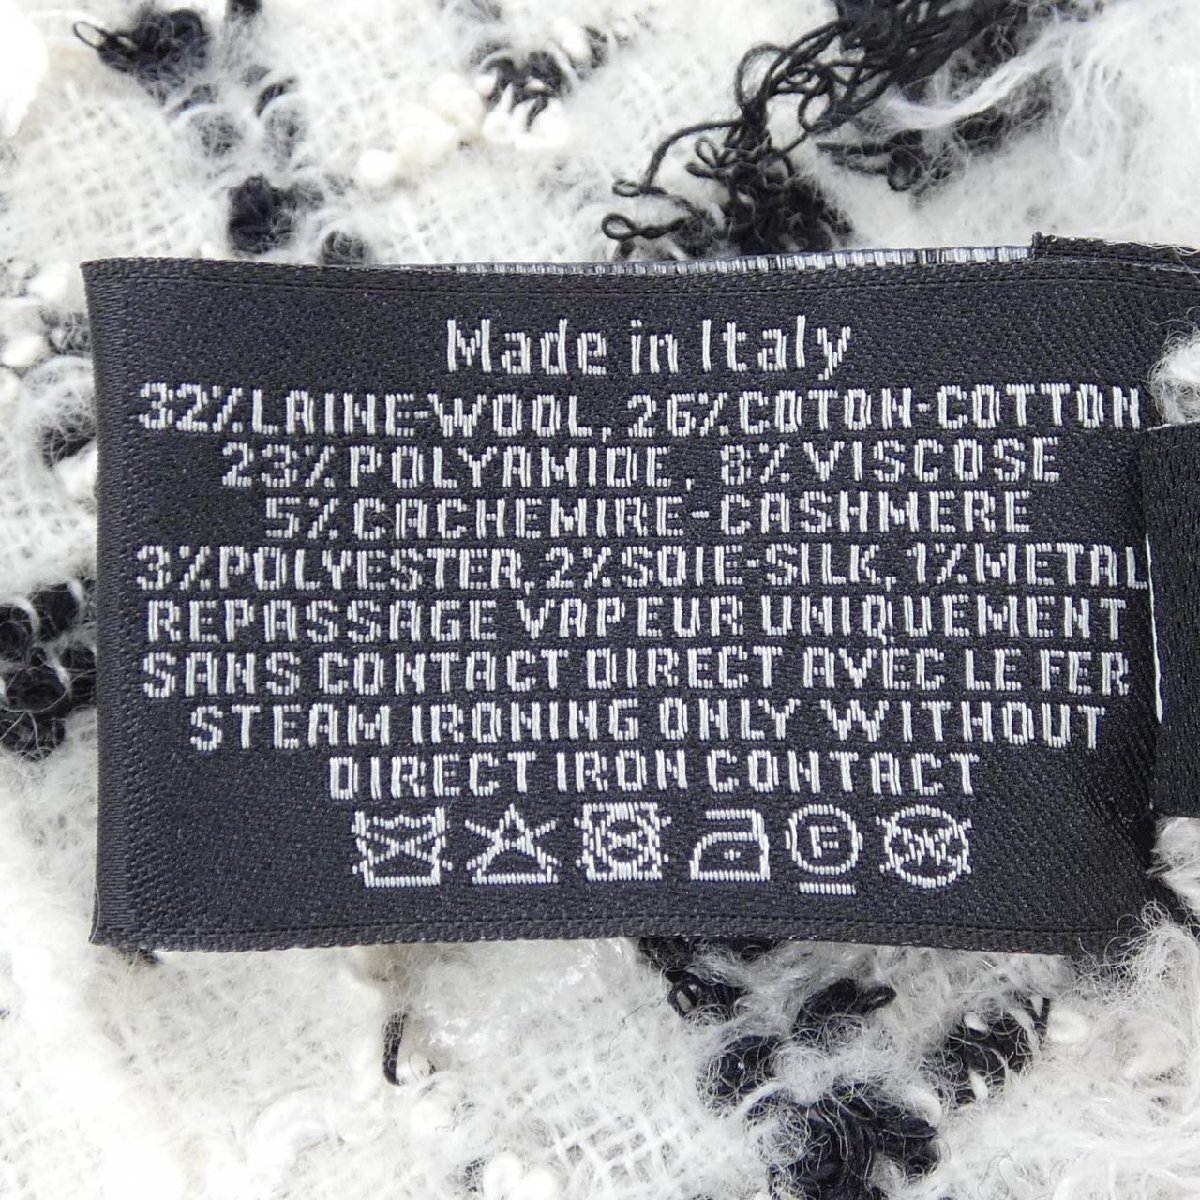 Made in Italy
32%LAINE-WOOL, 26%COTON-COTTON
23%POLYAMIDE, 8%VISCOSE
5%CACHEMIRE-CASHMERE
3%POLYESTER,2%SOIE-SILK,1%METAL
REPASSAGE VAPEUR UNIQUEMENT
SANS CONTACT DIRECT AVEC LE FER
STEAM IRONING ONLY WITHOUT
DIRECT IRON CONTACT
F W